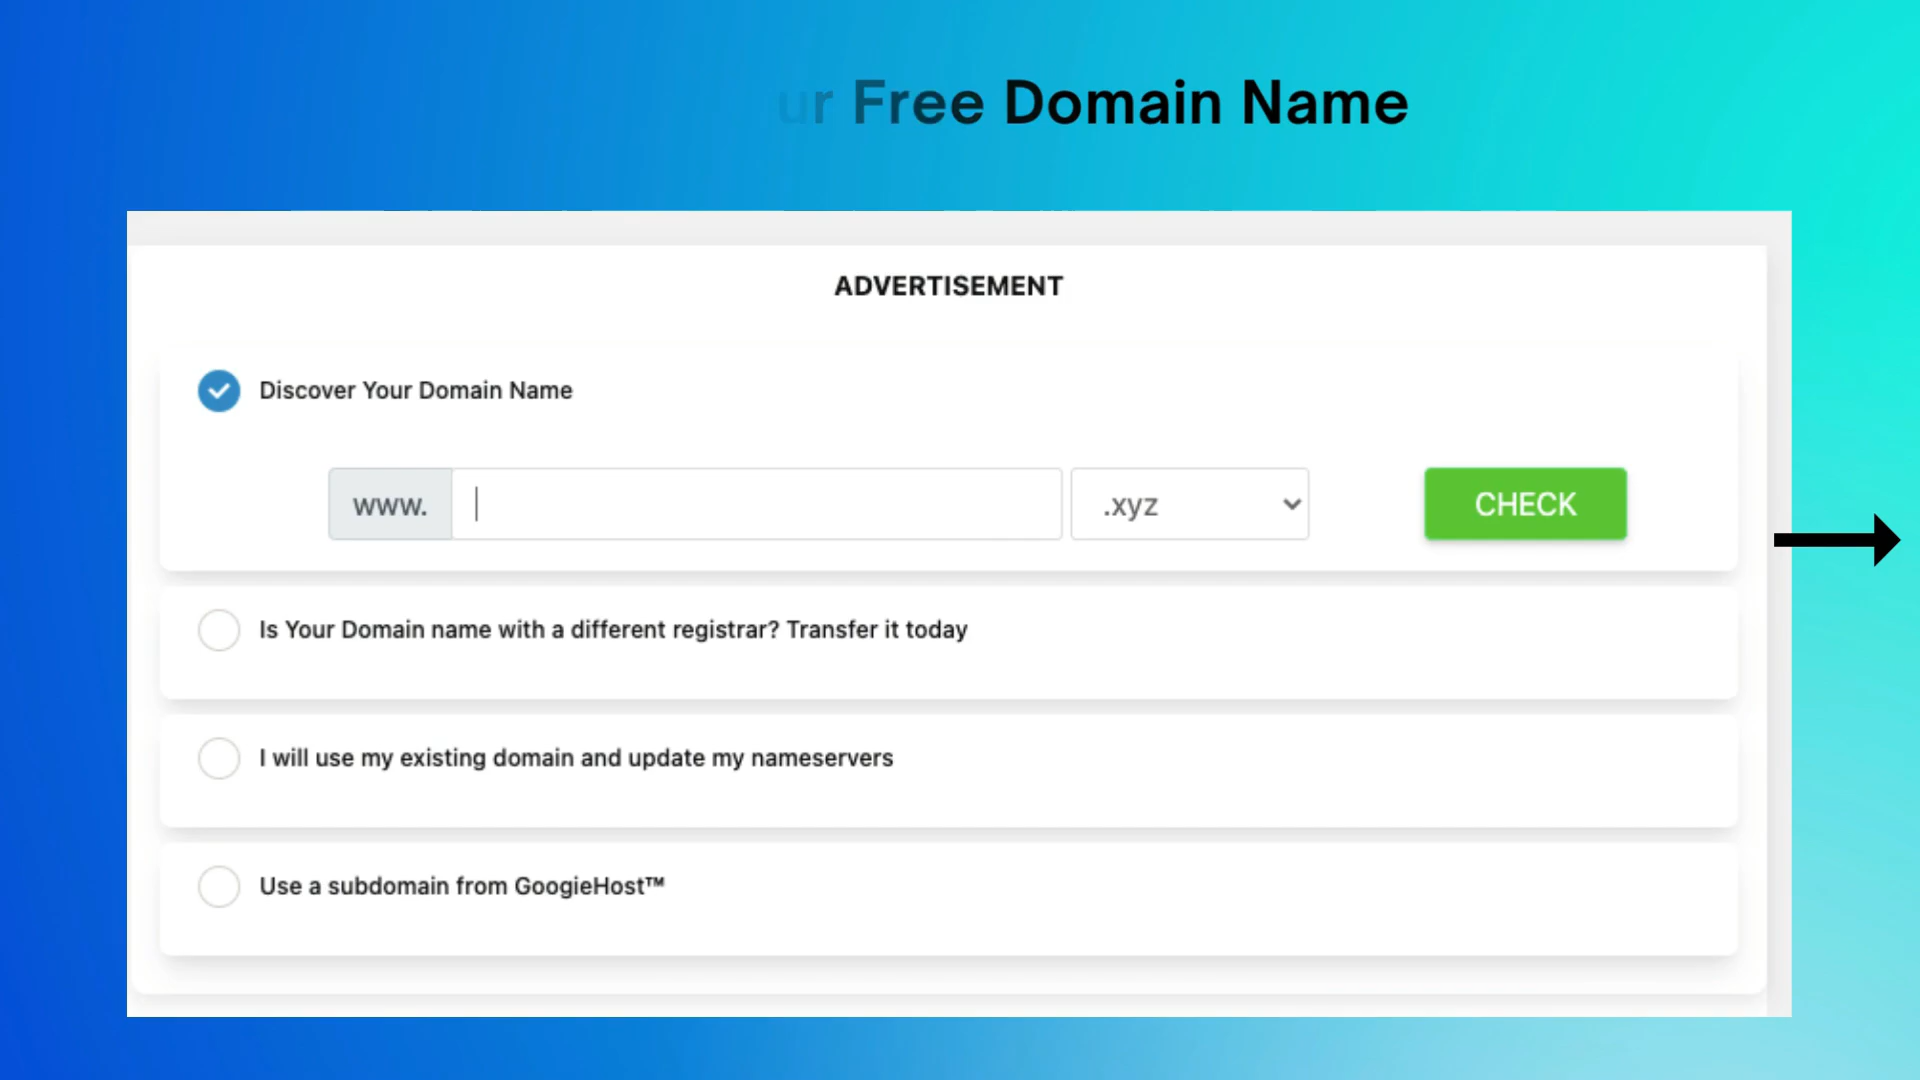 ur Free Domain Name
ADVERTISEMENT
Discover Your Domain Name
www.
.xyz
CHECK
Is Your Domain name with a different registrar? Transfer it today
I will use my existing domain and update my nameservers
Use a subdomain from GoogieHost™